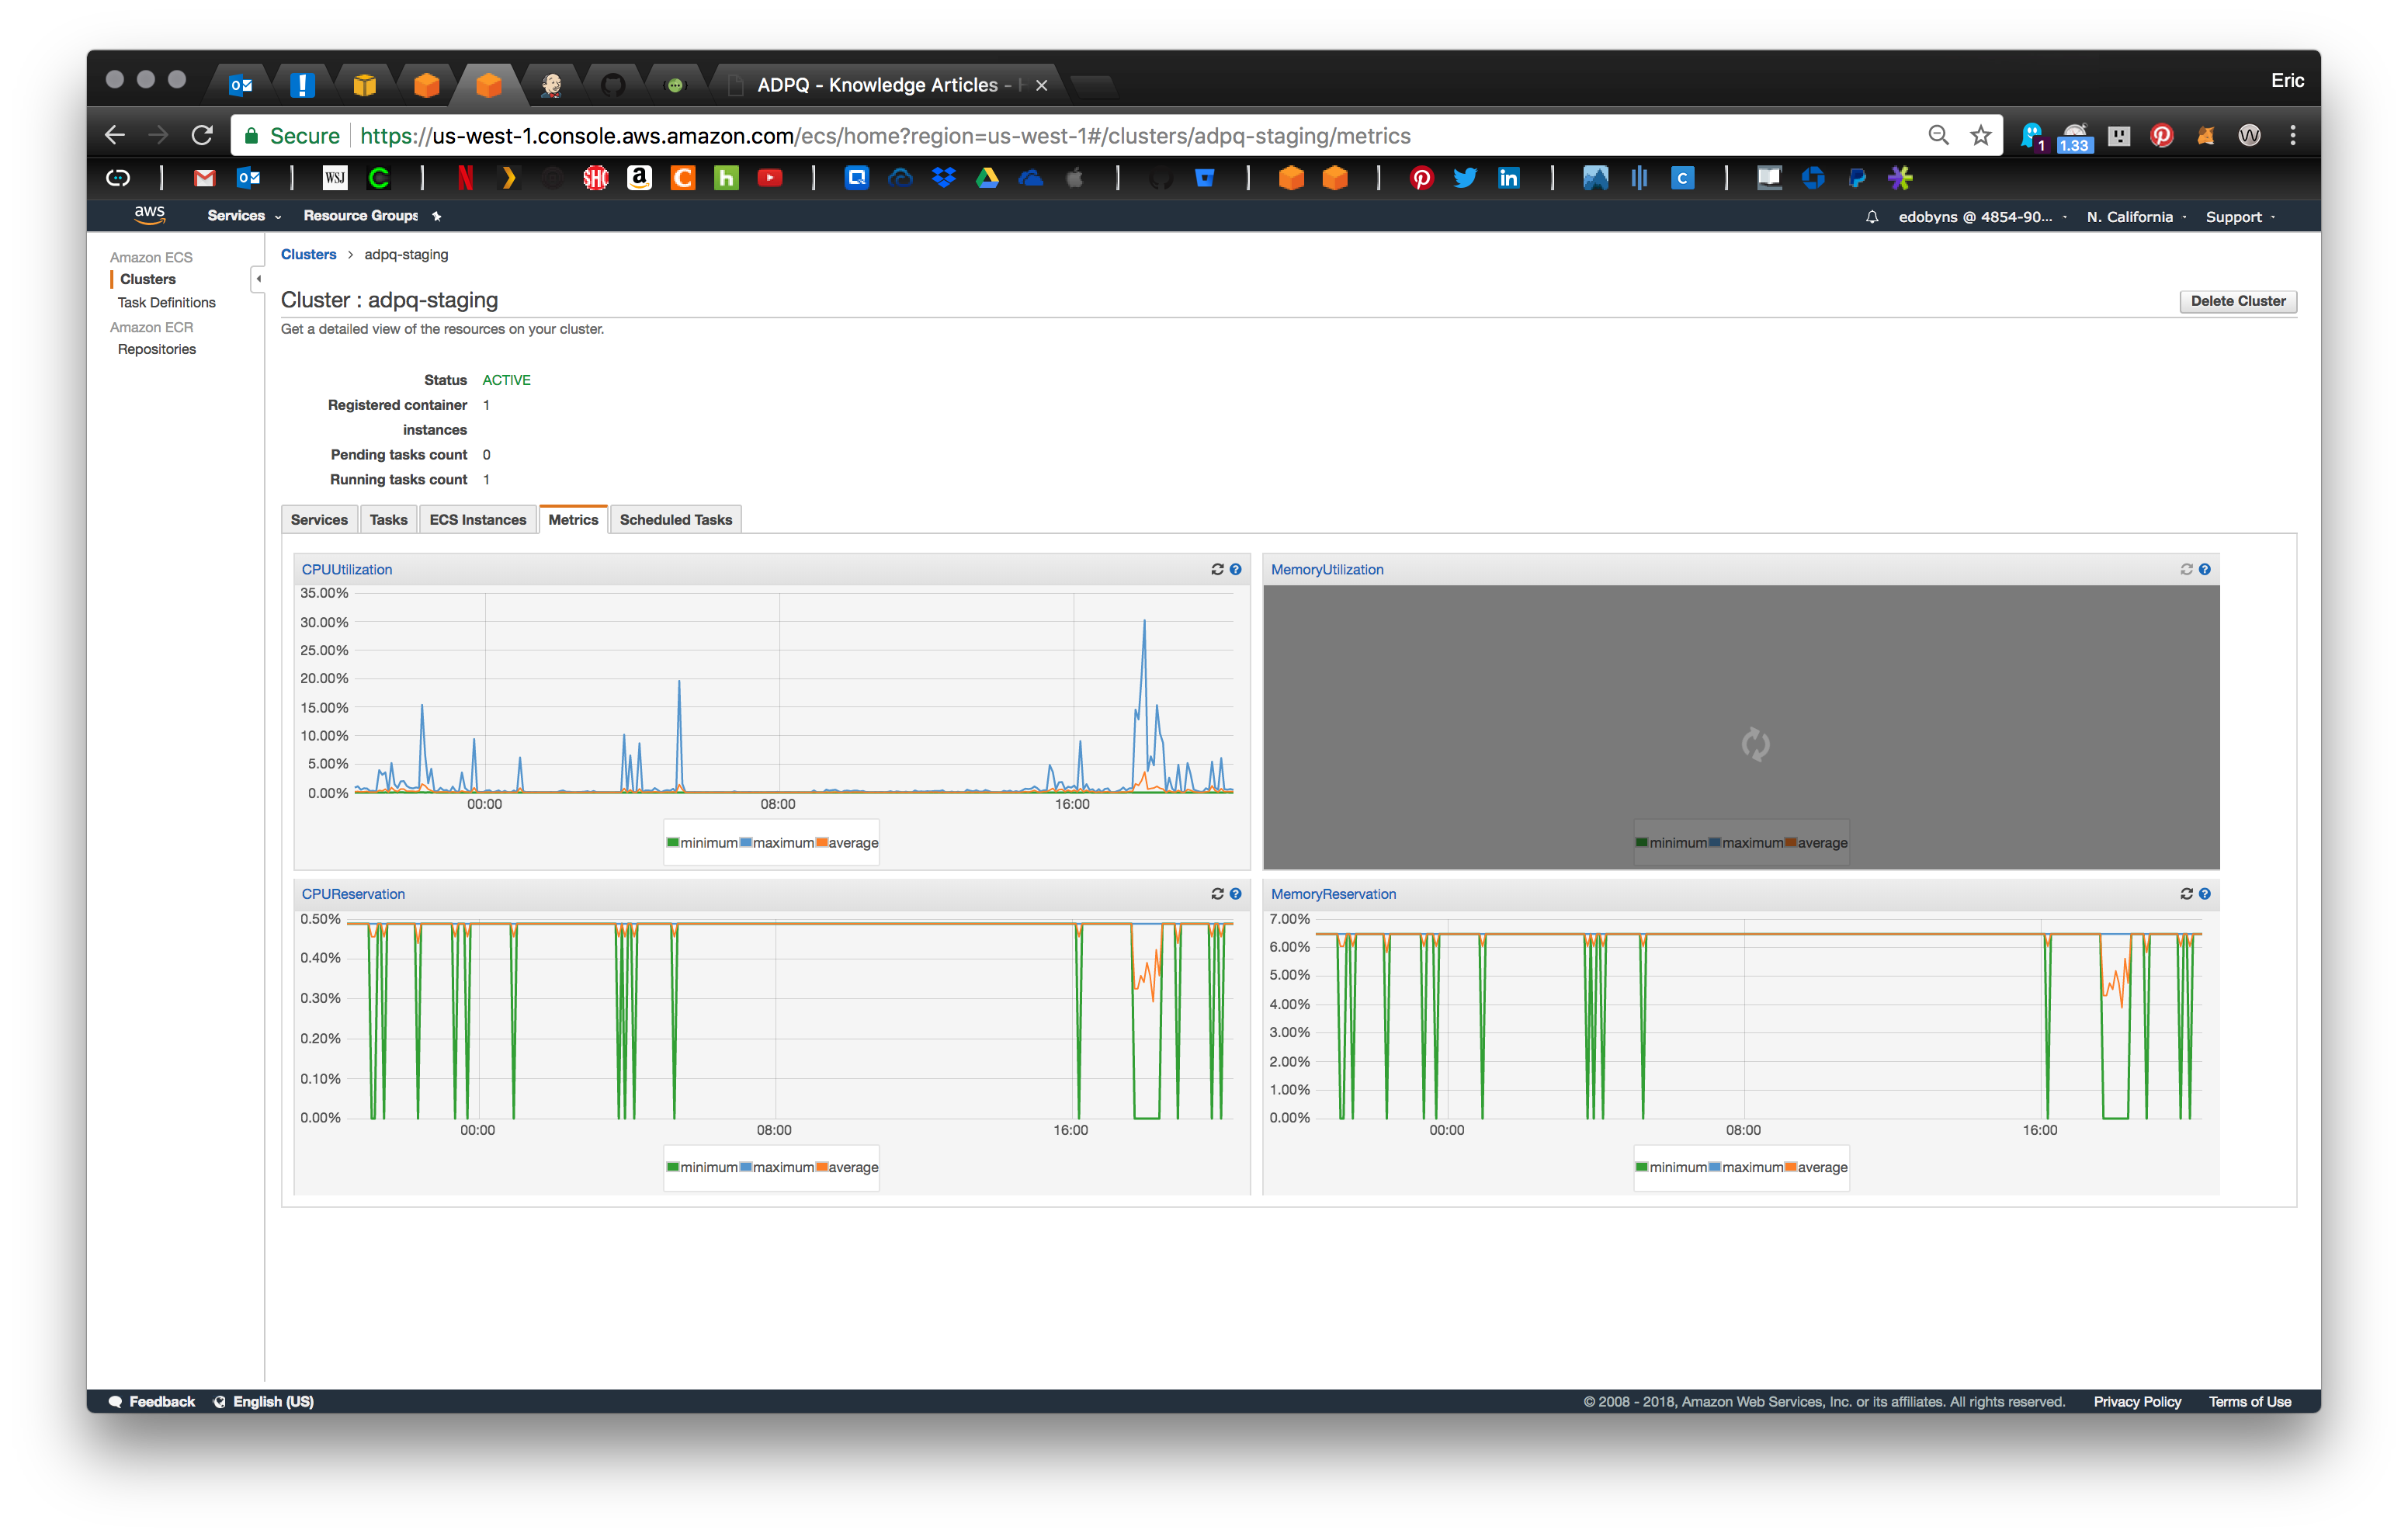 ADPQ - Knowledge Articles - H
Eric
Secure
https://us-west-1.console.aws.amazon.com/ecs/home?region=us-west-1#/clusters/adpq-staging/metrics
1
1.33
WSJ
SHC
aws
Services
Resource Groups
edobyns @ 4854-90...
N. California
Support
Amazon ECS
Clusters
Task Definitions
Amazon ECR
Repositories
Clusters > adpq-staging
Cluster : adpq-staging
Delete Cluster
Get a detailed view of the resources on your cluster.
Status ACTIVE
Registered container instances 1
Pending tasks count 0
Running tasks count 1
Services
Tasks
ECS Instances
Metrics
Scheduled Tasks
CPUUtilization
35.00%
30.00%
25.00%
20.00%
15.00%
10.00%
5.00%
0.00%
00:00 08:00 16:00
minimum maximum average
MemoryUtilization
minimum maximum average
CPUReservation
0.50%
0.40%
0.30%
0.20%
0.10%
0.00%
00:00 08:00 16:00
minimum maximum average
MemoryReservation
7.00%
6.00%
5.00%
4.00%
3.00%
2.00%
1.00%
0.00%
00:00 08:00 16:00
minimum maximum average
Feedback
English (US)
© 2008 - 2018, Amazon Web Services, Inc. or its affiliates. All rights reserved.
Privacy Policy
Terms of Use